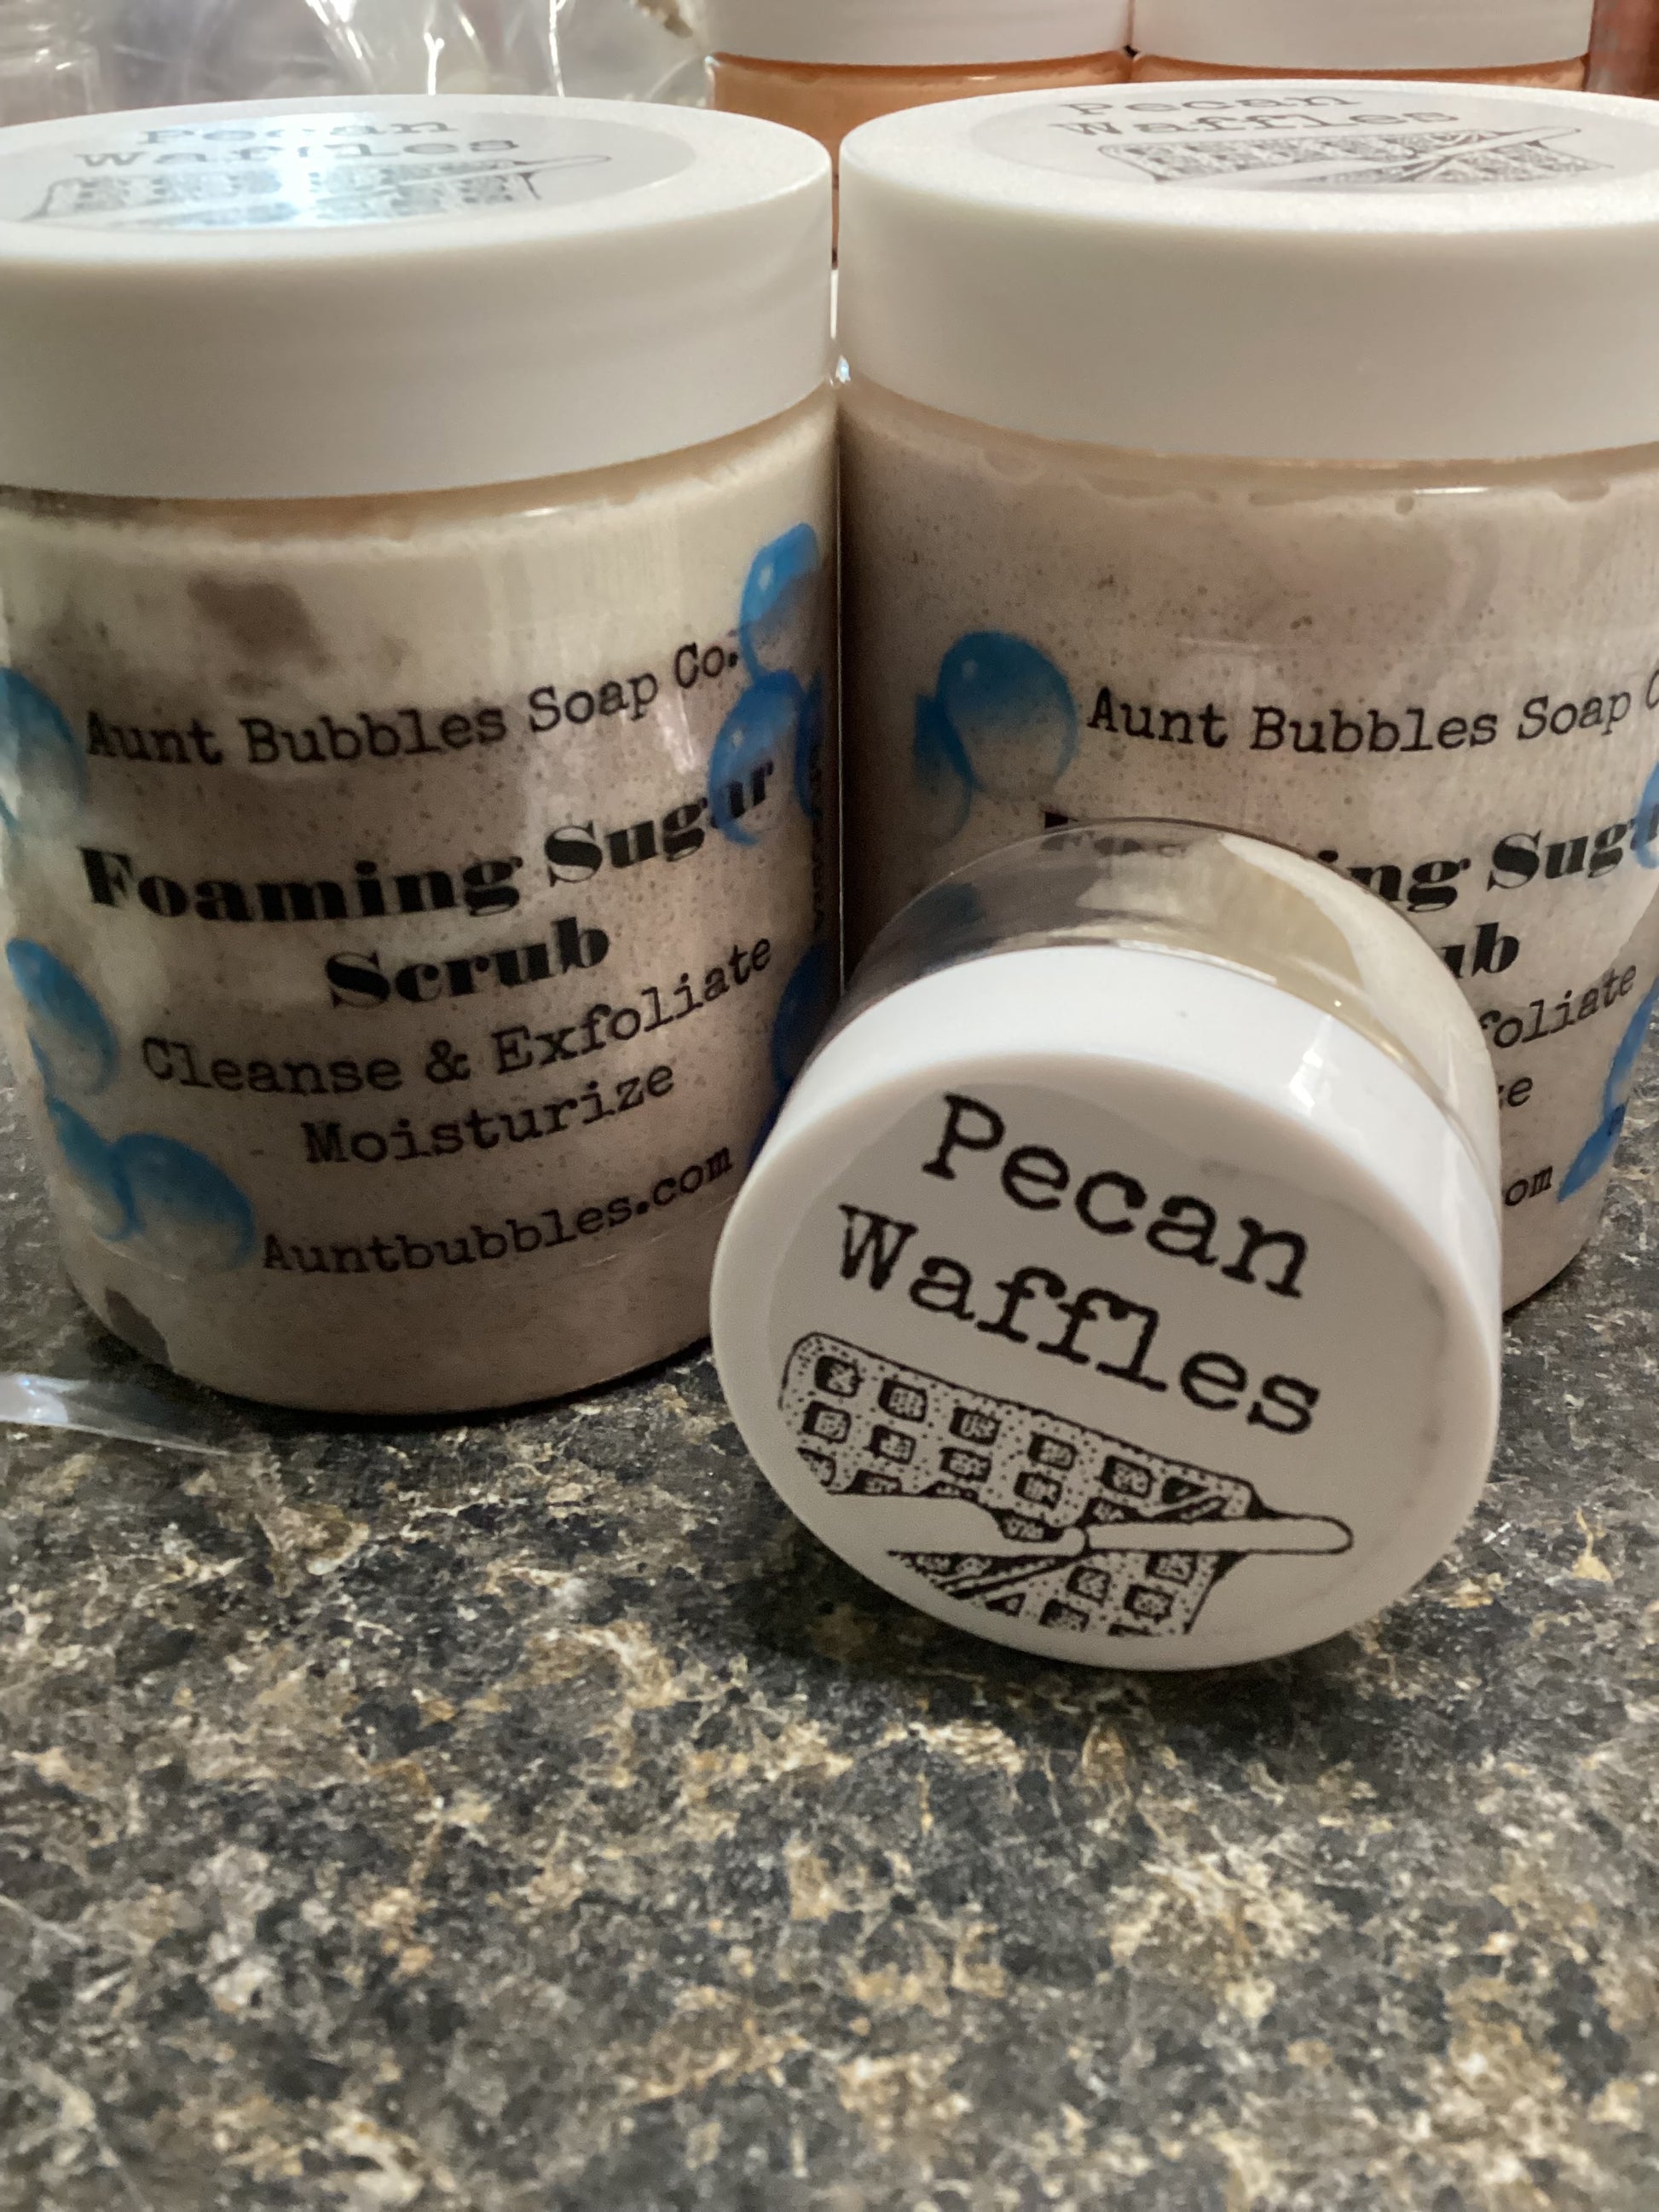 Pecan
Waffles
Aunt Bubbles Soap Co.
Foaming Sugar
Scrub
Cleanse & Exfoliate
Moisturize
Auntbubbles.com
Pecan
Waffles
Aunt Bubbles Soap
Pecan
Waffles